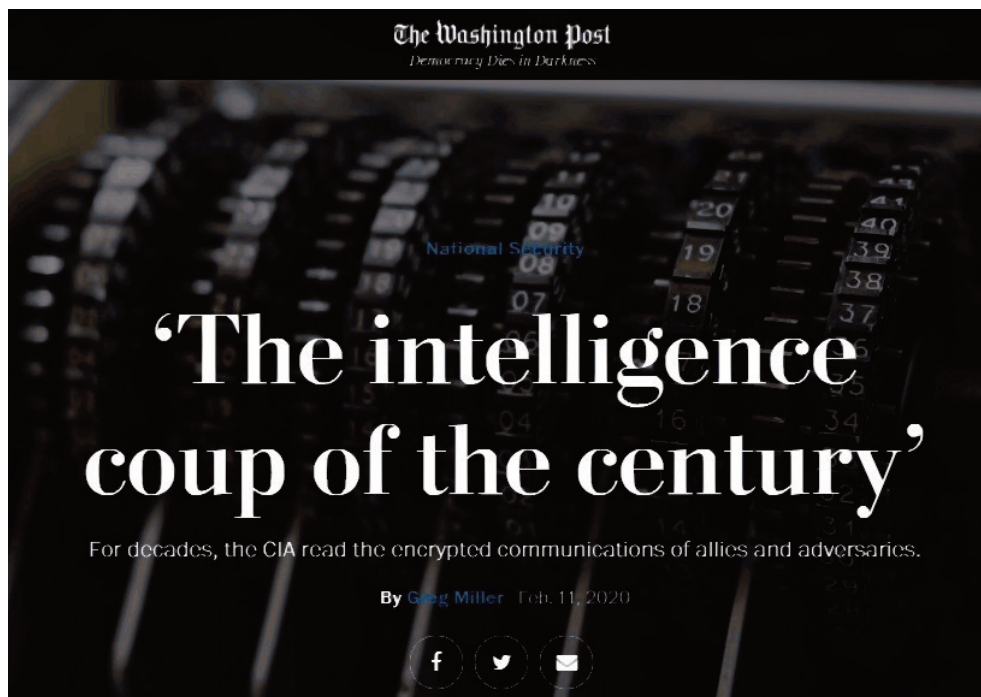 The Washington Post
Democracy Dies in Darkness
National Security
‘The intelligence
coup of the century’
For decades, the CIA read the encrypted communications of allies and adversaries.
By Greg Miller Feb. 11, 2020